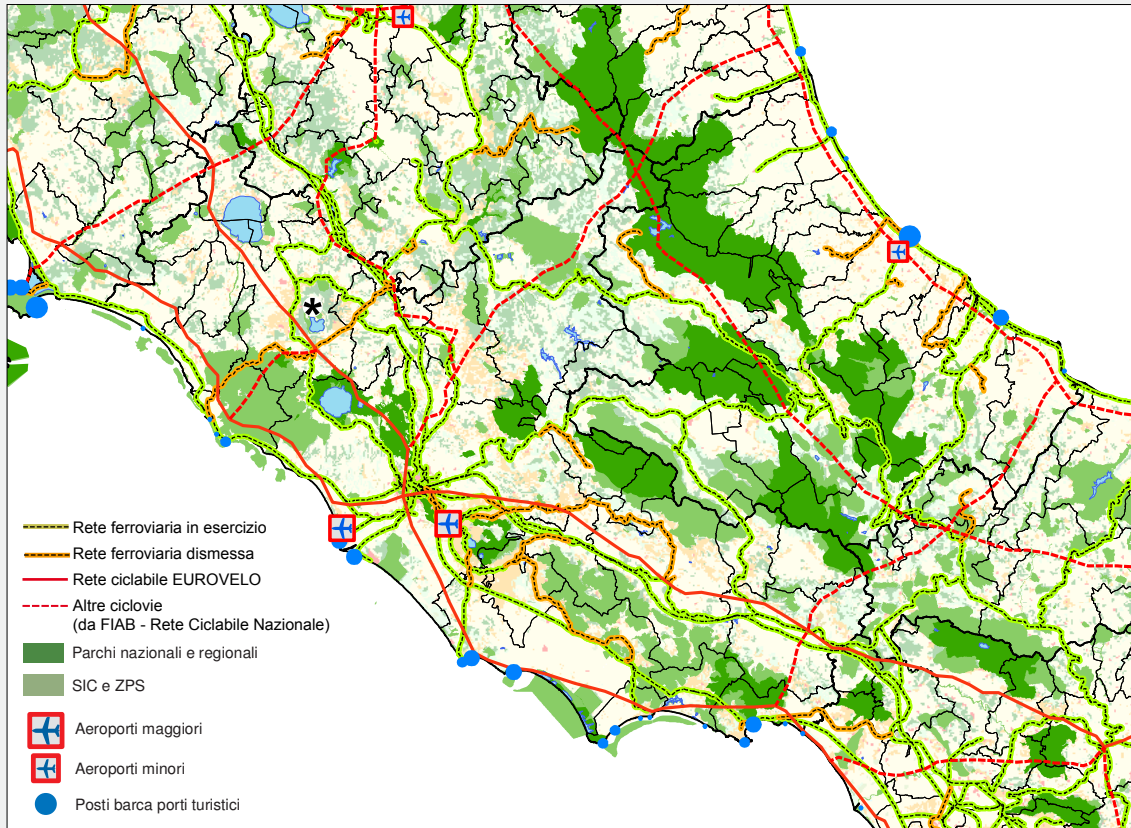 *
Rete ferroviaria in esercizio
Rete ferroviaria dismessa
Rete ciclabile EUROVELO
Altre ciclovie
(da FIAB - Rete Ciclabile Nazionale)
Parchi nazionali e regionali
SIC e ZPS
Aeroporti maggiori
Aeroporti minori
Posti barca porti turistici